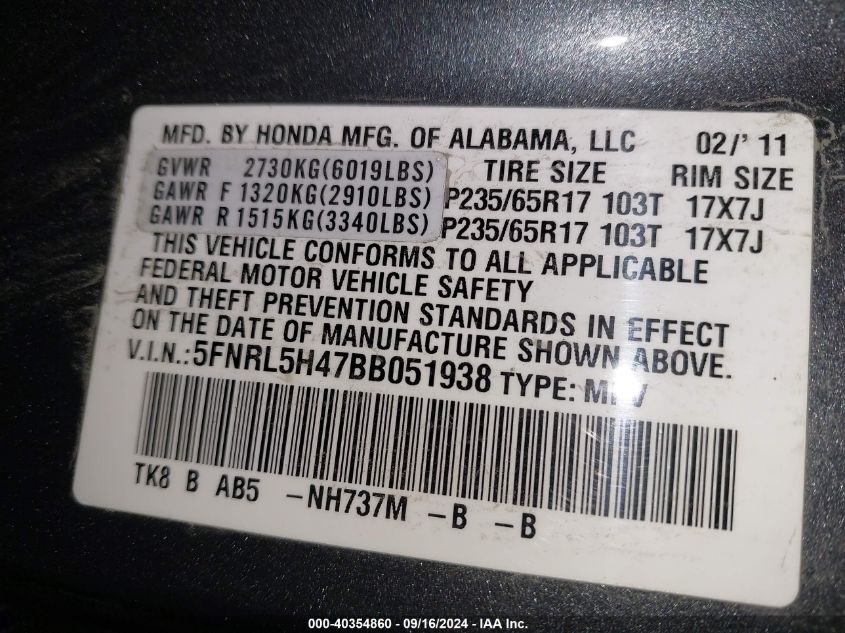 MFD. BY HONDA MFG. OF ALABAMA, LLC 02/' 11
GVWR 2730KG(6019LBS) TIRE SIZE RIM SIZE
GAWR F 1320KG(2910LBS) P235/65R17 103T 17X7J
GAWR R 1515KG(3340LBS) P235/65R17 103T 17X7J
THIS VEHICLE CONFORMS TO ALL APPLICABLE
FEDERAL MOTOR VEHICLE SAFETY
AND THEFT PREVENTION STANDARDS IN EFFECT
ON THE DATE OF MANUFACTURE SHOWN ABOVE.
V.I.N.:5FNRL5H47BB051938 TYPE: MPV
TK8 B AB5 -NH737M -B -B
000-40354860 - 09/16/2024 - IAA Inc.